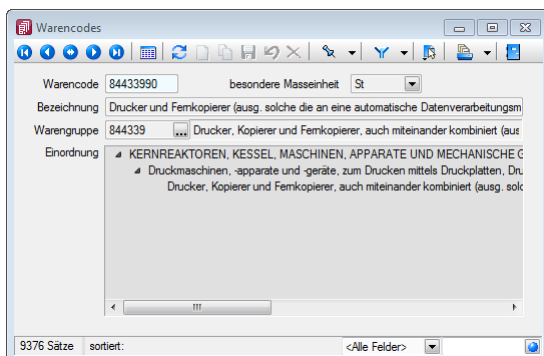 Warencodes
Warencode 84433990 besondere Masseinheit St
Bezeichnung Drucker und Fernkopierer (ausg. solche die an eine automatische Datenverarbeitungsm
Warengruppe 844339 ... Drucker, Kopierer und Fernkopierer, auch miteinander kombiniert (aus
Einordnung KERNREAKTOREN, KESSEL, MASCHINEN, APPARATE UND MECHANISCHE G
Druckmaschinen, -apparate und -geräte, zum Drucken mittels Druckplatten, Dru
Drucker, Kopierer und Fernkopierer, auch miteinander kombiniert (ausg. solc
9376 Sätze sortiert: <Alle Felder>